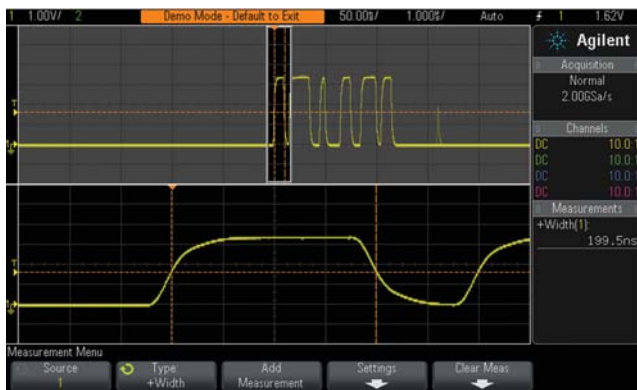 1 1.00V/ 2 Demo Mode - Default to Exit 50.00%/ 1.000%/ Auto 1 1.62V
Agilent
Acquisition
Normal
2.00GSa/s
Channels
DC 10.0:1
DC 10.0:1
DC 10.0:1
DC 10.0:1
Measurements
+Width(1):
199.5ns
Measurement Menu
Source
1
Type
+Width
Add
Measurement
Settings
Clear Meas